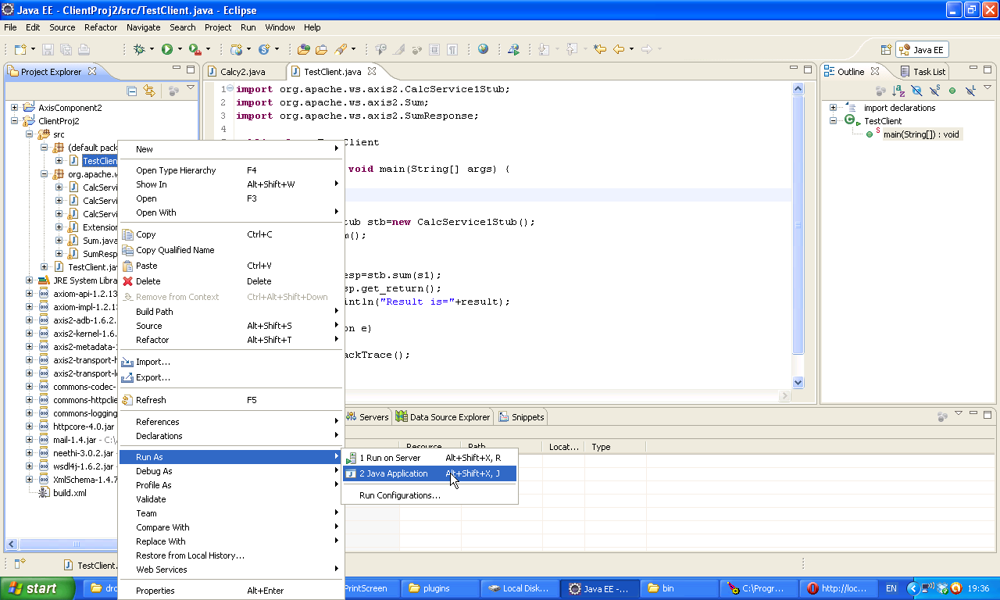 Java EE - ClientProj2/src/TestClient.java - Eclipse
File Edit Source Refactor Navigate Search Project Run Window Help
Java EE
Project Explorer
AxisComponent2
ClientProj2
src
(default pack
TestClien
org.apache.w
CalcServi
CalcServi
CalcServi
Extension
Sum.java
SumResp
TestClient.
JRE System Libra
axiom-api-1.2.13
axiom-impl-1.2.1
axis2-adb-1.6.2.
axis2-kernel-1.6
axis2-metadata-
axis2-transport-h
axis2-transport-l
commons-codec-
commons-httpclie
commons-logging
httpcore-4.0.jar
mail-1.4.jar - C:\
neethi-3.0.2.jar
wsdl4j-1.6.2.jar
XmlSchema-1.4.7
build.xml
New
Open Type Hierarchy F4
Show In Alt+Shift+W
Open F3
Open With
Copy Ctrl+C
Copy Qualified Name
Paste Ctrl+V
Delete Delete
Remove from Context Ctrl+Alt+Shift+Down
Build Path
Source Alt+Shift+S
Refactor Alt+Shift+T
Import...
Export...
Refresh F5
References
Declarations
Run As
Debug As
Profile As
Validate
Team
Compare With
Replace With
Restore from Local History...
Web Services
Properties Alt+Enter
1 Run on Server Alt+Shift+X, R
2 Java Application Alt+Shift+X, J
Run Configurations...
Calcy2.java TestClient.java
1 import org.apache.ws.axis2.CalcService1Stub;
2 import org.apache.ws.axis2.Sum;
3 import org.apache.ws.axis2.SumResponse;
4
void main(String[] args) {
tub stb=new CalcService1Stub();
m();
esp=stb.sum(s1);
sp.get_return();
intln("Result is="+result);
on e)
ackTrace();
Outline Task List
import declarations
TestClient
main(String[]) : void
Servers Data Source Explorer Snippets
Resource Path Locat... Type
TestClient.
start
dro
PrintScreen
plugins
Local Disk...
Java EE -...
bin
C:\Progr...
http://loc...
EN
19:36